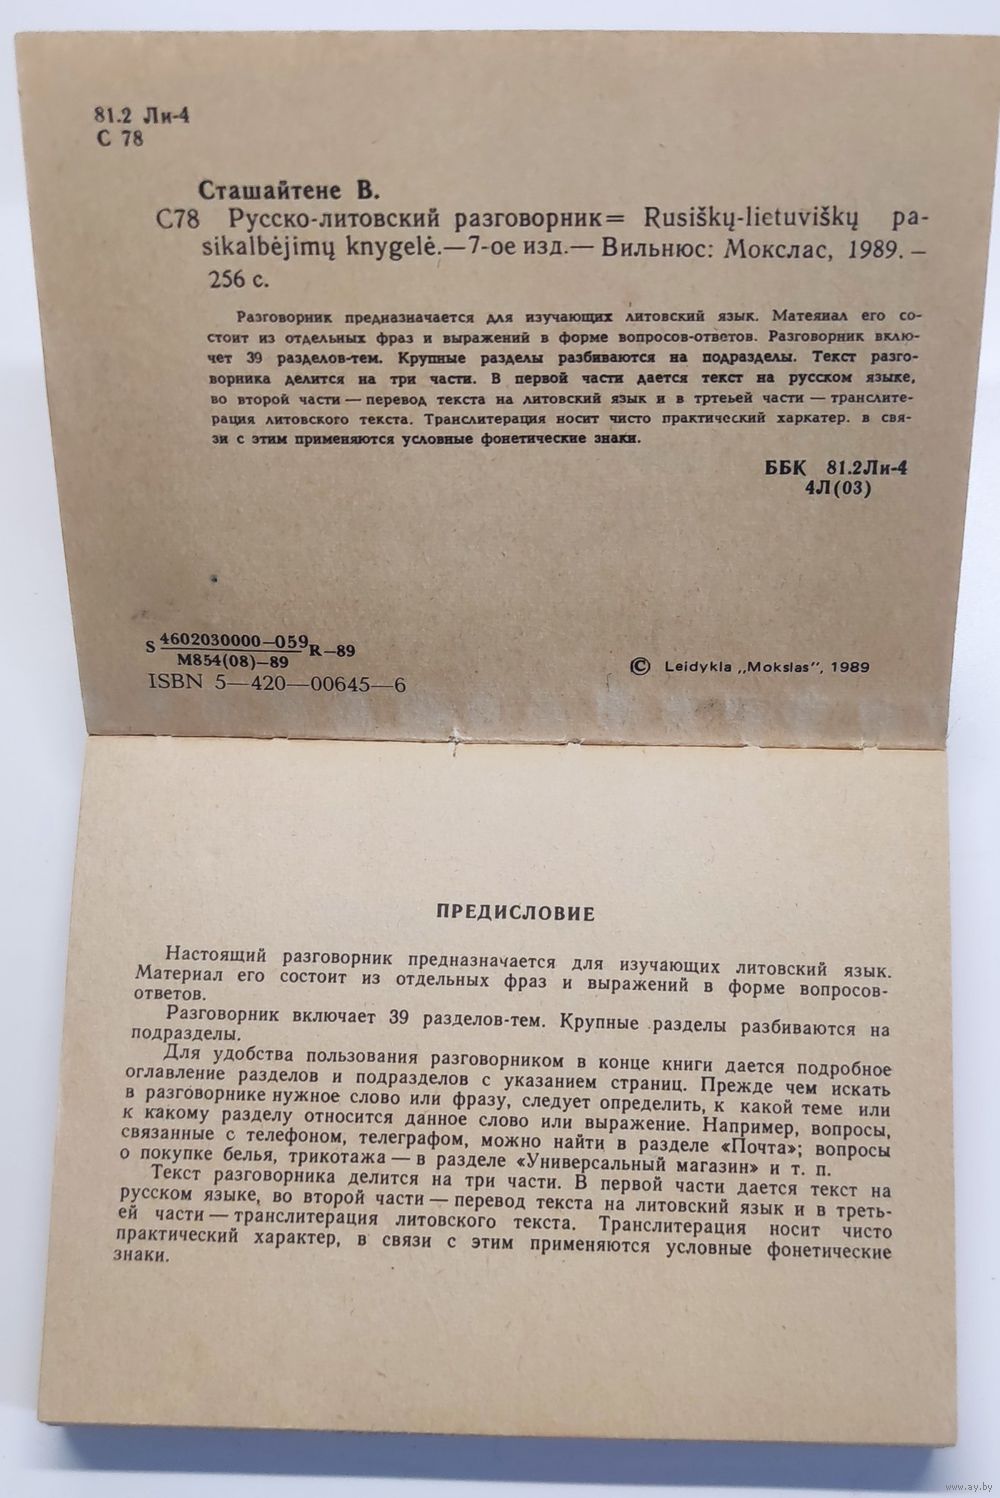 81.2 Ли-4
С 78
Сташайтене В.
С78 Русско-литовский разговорник= Rusiškų-lietuviškų pa-
sikalbėjimų knygelė.—7-ое изд.— Вильнюс: Мокслас, 1989. –
256 с.
Разговорник предназначается для изучающих литовский язык. Матеяиал его со-
стоит из отдельных фраз и выражений в форме вопросов-ответов. Разговорник вклю-
чет 39 разделов-тем. Крупные разделы разбиваются на подразделы. Текст разго-
ворника делится на три части. В первой части дается текст на русском языке,
во второй части — перевод текста на литовский язык и в тртеьей части — транслите-
рация литовского текста. Транслитерация носит чисто практический харкатер. в свя-
зи с этим применяются условные фонетические знаки.
ББК 81.2Ли-4
4Л(03)
S 4602030000—059 R—89
M854(08)—89
ISBN 5—420—00645—6
© Leidykla „Mokslas", 1989
ПРЕДИСЛОВИЕ
Настоящий разговорник предназначается для изучающих литовский язык.
Материал его состоит из отдельных фраз и выражений в форме вопросов-
ответов.
Разговорник включает 39 разделов-тем. Крупные разделы разбиваются на
подразделы.
Для удобства пользования разговорником в конце книги дается подробное
оглавление разделов и подразделов с указанием страниц. Прежде чем искать
в разговорнике нужное слово или фразу, следует определить, к какой теме или
к какому разделу относится данное слово или выражение. Например, вопросы,
связанные с телефоном, телеграфом, можно найти в разделе «Почта»; вопросы
о покупке белья, трикотажа — в разделе «Универсальный магазин» и т. п.
Текст разговорника делится на три части. В первой части дается текст на
русском языке, во второй части — перевод текста на литовский язык и в треть-
ей части — транслитерация литовского текста. Транслитерация носит чисто
практический характер, в связи с этим применяются условные фонетические
знаки.
www.ay.by